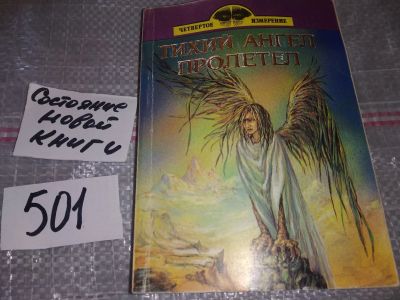 ЧЕТВЕРТОЕ ИЗМЕРЕНИЕ
ТИХИЙ АНГЕЛ
ПРОЛЕТЕЛ
Состояние
новой
книги
501